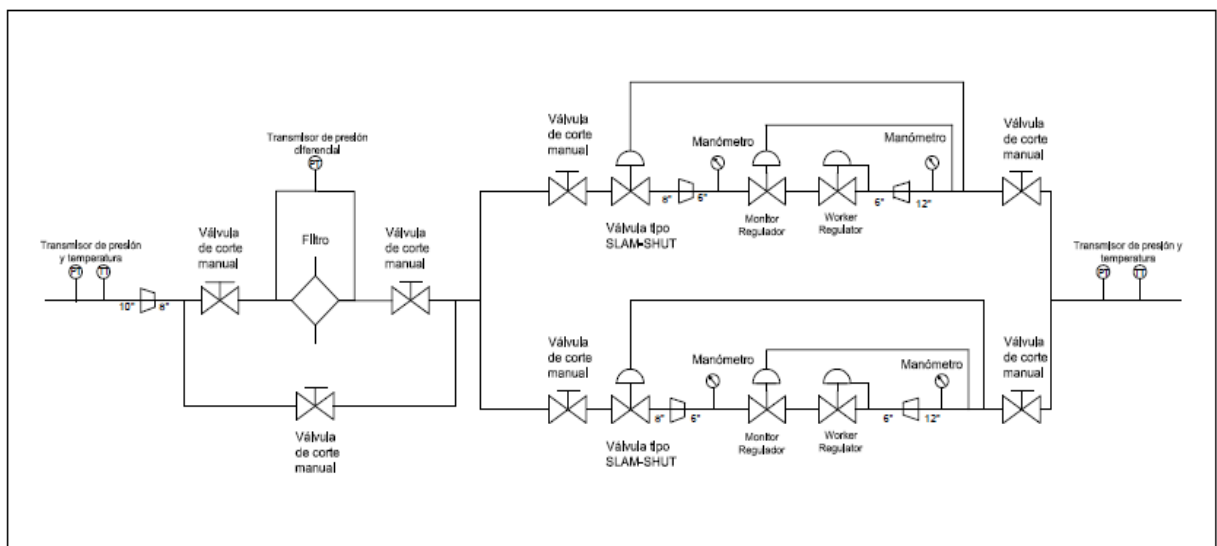 Válvula
de corte
manual
Manómetro
Manómetro
Válvula
de corte
manual
Transmisor de presión
diferencial
PT
8"
6"
6"
12"
Válvula tipo
SLAM-SHUT
Monitor
Regulador
Worker
Regulator
Transmisor de presión
y temperatura
PT
TT
10"
8"
Válvula
de corte
manual
Filtro
Válvula
de corte
manual
Transmisor de presión y
temperatura
PT
TT
Válvula
de corte
manual
Válvula
de corte
manual
Manómetro
Manómetro
Válvula
de corte
manual
8"
6"
6"
12"
Válvula tipo
SLAM-SHUT
Monitor
Regulador
Worker
Regulator